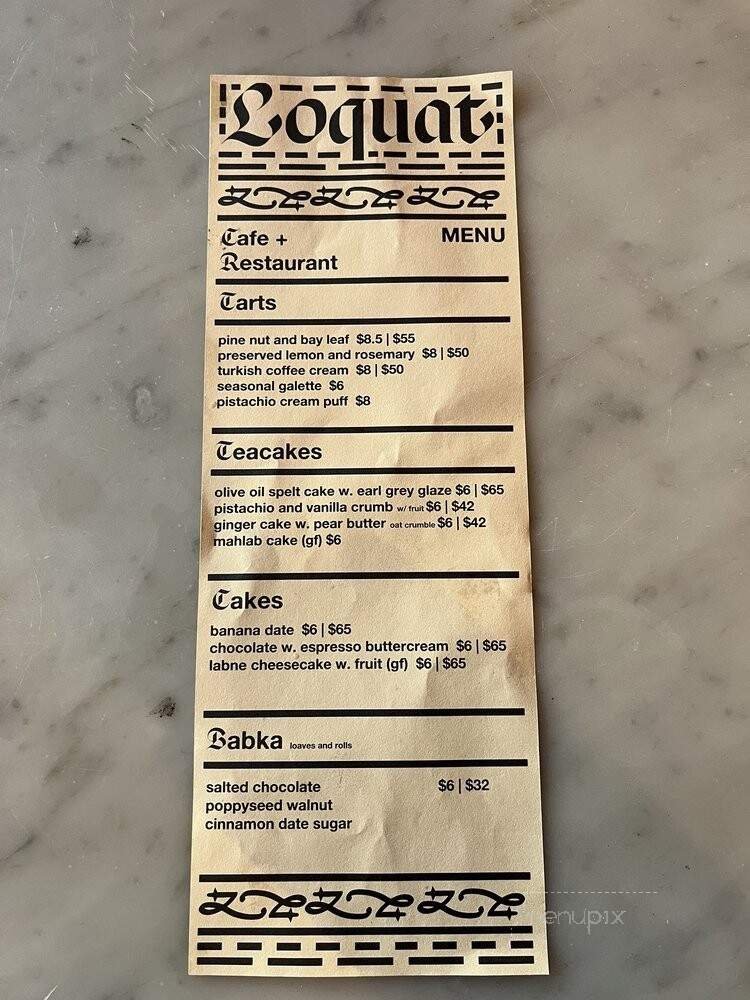 Loquat
Cafe + MENU
Restaurant
Tarts
pine nut and bay leaf $8.5 | $55
preserved lemon and rosemary $8 | $50
turkish coffee cream $8 | $50
seasonal galette $6
pistachio cream puff $8
Teacakes
olive oil spelt cake w. earl grey glaze $6 | $65
pistachio and vanilla crumb w/ fruit $6 | $42
ginger cake w. pear butter oat crumble $6 | $42
mahlab cake (gf) $6
Cakes
banana date $6 | $65
chocolate w. espresso buttercream $6 | $65
labne cheesecake w. fruit (gf) $6 | $65
Babka loaves and rolls
salted chocolate $6 | $32
poppyseed walnut
cinnamon date sugar
menupix